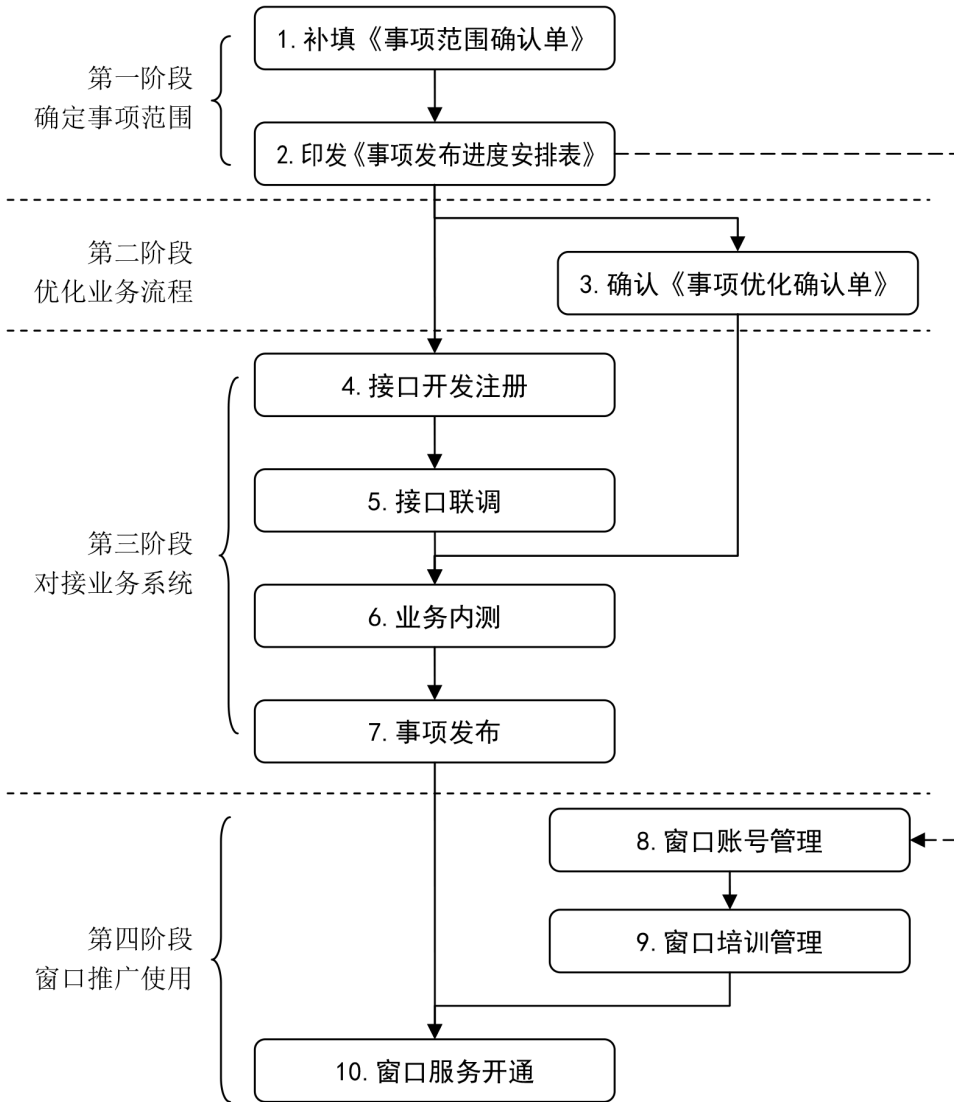 1.补填《事项范围确认单》
第一阶段
确定事项范围
2.印发《事项发布进度安排表》
第二阶段
优化业务流程
3.确认《事项优化确认单》
4.接口开发注册
5.接口联调
第三阶段
对接业务系统
6.业务内测
7.事项发布
8.窗口账号管理
9.窗口培训管理
第四阶段
窗口推广使用
10.窗口服务开通